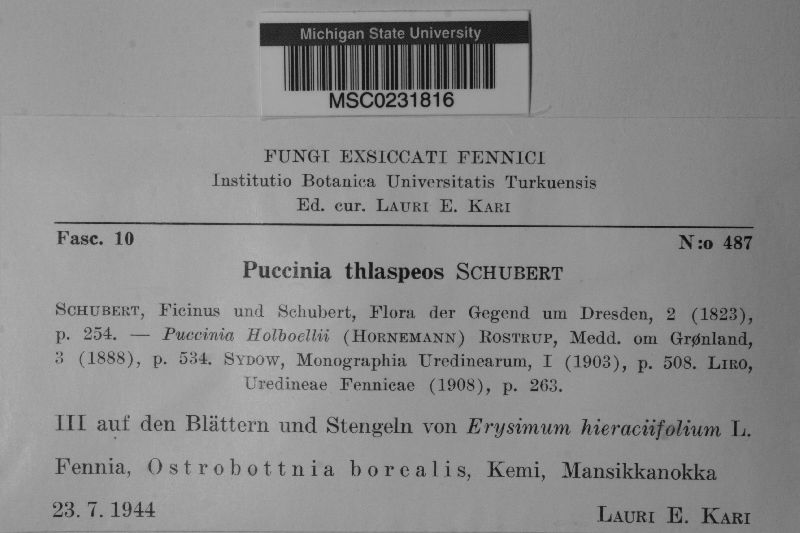 Michigan State University
MSC0231816
FUNGI EXSICCATI FENNICI
Institutio Botanica Universitatis Turkuensis
Ed. cur. LAURI E. KARI
Fasc. 10 N:o 487
Puccinia thlaspeos SCHUBERT
SCHUBERT, Ficinus und Schubert, Flora der Gegend um Dresden, 2 (1823),
p. 254. — Puccinia Holboellii (HORNEMANN) ROSTRUP, Medd. om Grønland,
3 (1888), p. 534. SYDOW, Monographia Uredinearum, I (1903), p. 508. LIRO,
Uredineae Fennicae (1908), p. 263.
III auf den Blättern und Stengeln von Erysimum hieraciifolium L.
Fennia, Ostrobottnia borealis, Kemi, Mansikkanokka
23. 7. 1944 LAURI E. KARI